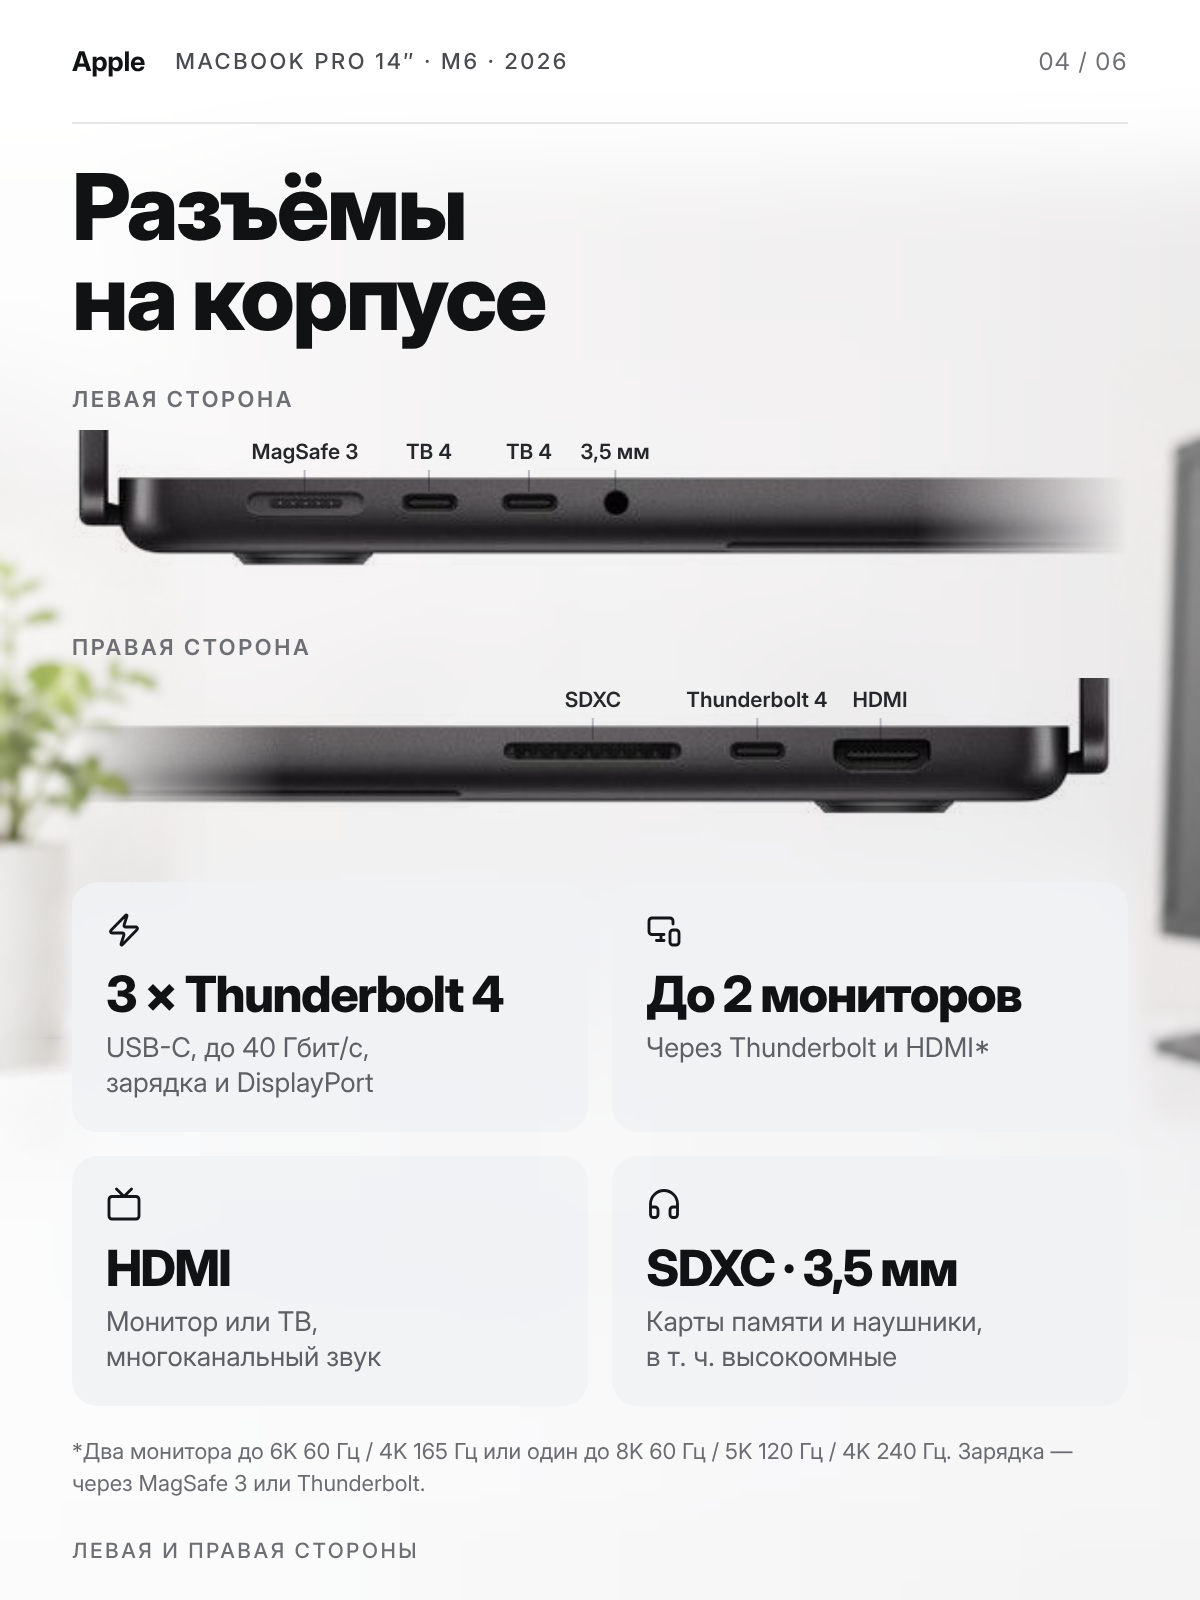 Apple MACBOOK PRO 14″ · M6 · 2026 04 / 06
Разъёмы
на корпусе
ЛЕВАЯ СТОРОНА
MagSafe 3 TB 4 TB 4 3,5 мм
ПРАВАЯ СТОРОНА
SDXC Thunderbolt 4 HDMI
3 × Thunderbolt 4
USB-C, до 40 Гбит/с,
зарядка и DisplayPort
До 2 мониторов
Через Thunderbolt и HDMI*
HDMI
Монитор или ТВ,
многоканальный звук
SDXC · 3,5 мм
Карты памяти и наушники,
в т. ч. высокоомные
*Два монитора до 6K 60 Гц / 4K 165 Гц или один до 8K 60 Гц / 5K 120 Гц / 4K 240 Гц. Зарядка —
через MagSafe 3 или Thunderbolt.
ЛЕВАЯ И ПРАВАЯ СТОРОНЫ